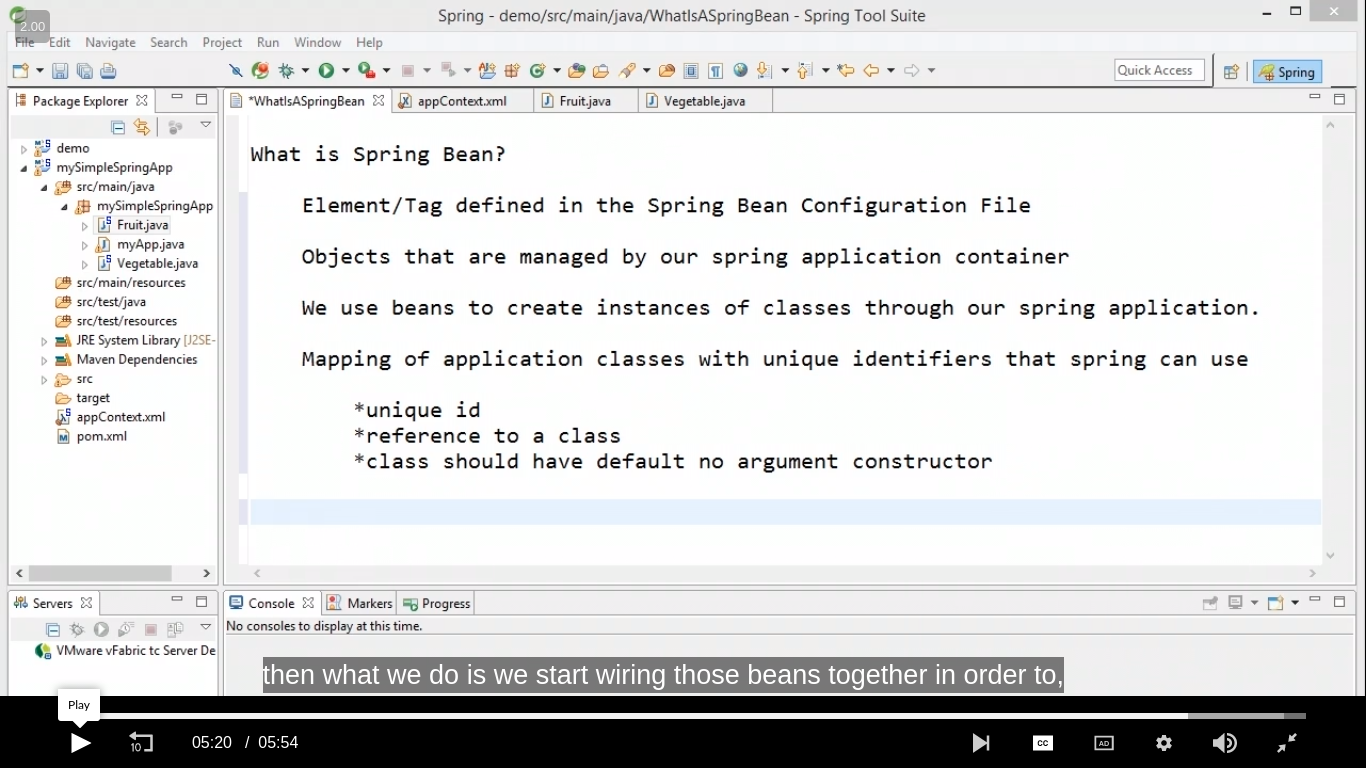 Spring - demo/src/main/java/WhatIsASpringBean - Spring Tool Suite
2.00
File Edit Navigate Search Project Run Window Help
Quick Access
Spring
Package Explorer
*WhatIsASpringBean
appContext.xml
Fruit.java
Vegetable.java
demo
mySimpleSpringApp
src/main/java
mySimpleSpringApp
Fruit.java
myApp.java
Vegetable.java
src/main/resources
src/test/java
src/test/resources
JRE System Library [J2SE-
Maven Dependencies
src
target
appContext.xml
pom.xml
What is Spring Bean?
Element/Tag defined in the Spring Bean Configuration File
Objects that are managed by our spring application container
We use beans to create instances of classes through our spring application.
Mapping of application classes with unique identifiers that spring can use
*unique id
*reference to a class
*class should have default no argument constructor
Servers
VMware vFabric tc Server De
Console Markers Progress
No consoles to display at this time.
then what we do is we start wiring those beans together in order to,
Play
10
05:20 / 05:54
CC
AD